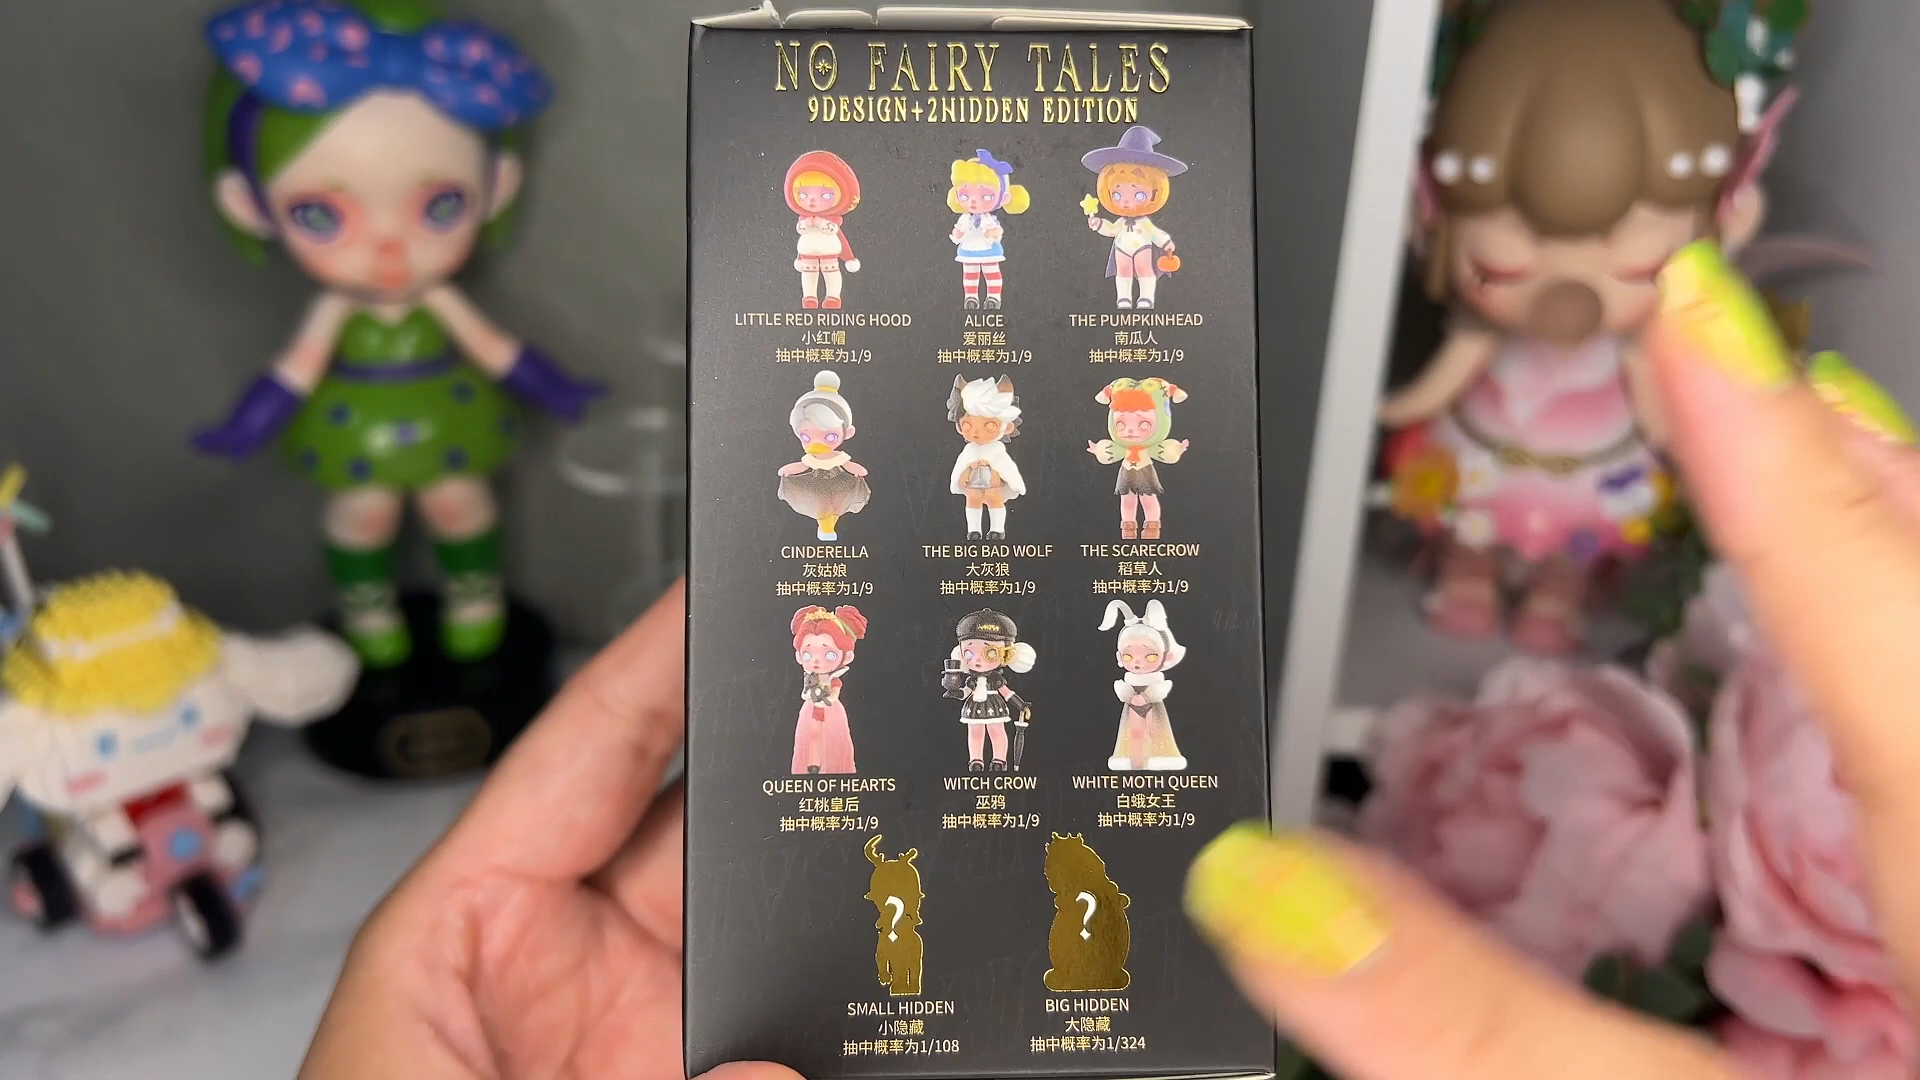 NO FAIRY TALES
9DESIGN+2HIDDEN EDITION
LITTLE RED RIDING HOOD
小红帽
抽中概率为1/9
ALICE
爱丽丝
抽中概率为1/9
THE PUMPKINHEAD
南瓜人
抽中概率为1/9
CINDERELLA
灰姑娘
抽中概率为1/9
THE BIG BAD WOLF
大灰狼
抽中概率为1/9
THE SCARECROW
稻草人
抽中概率为1/9
QUEEN OF HEARTS
红桃皇后
抽中概率为1/9
WITCH CROW
巫鸦
抽中概率为1/9
WHITE MOTH QUEEN
白蛾女王
抽中概率为1/9
?
?
SMALL HIDDEN
小隐藏
抽中概率为1/108
BIG HIDDEN
大隐藏
抽中概率为1/324